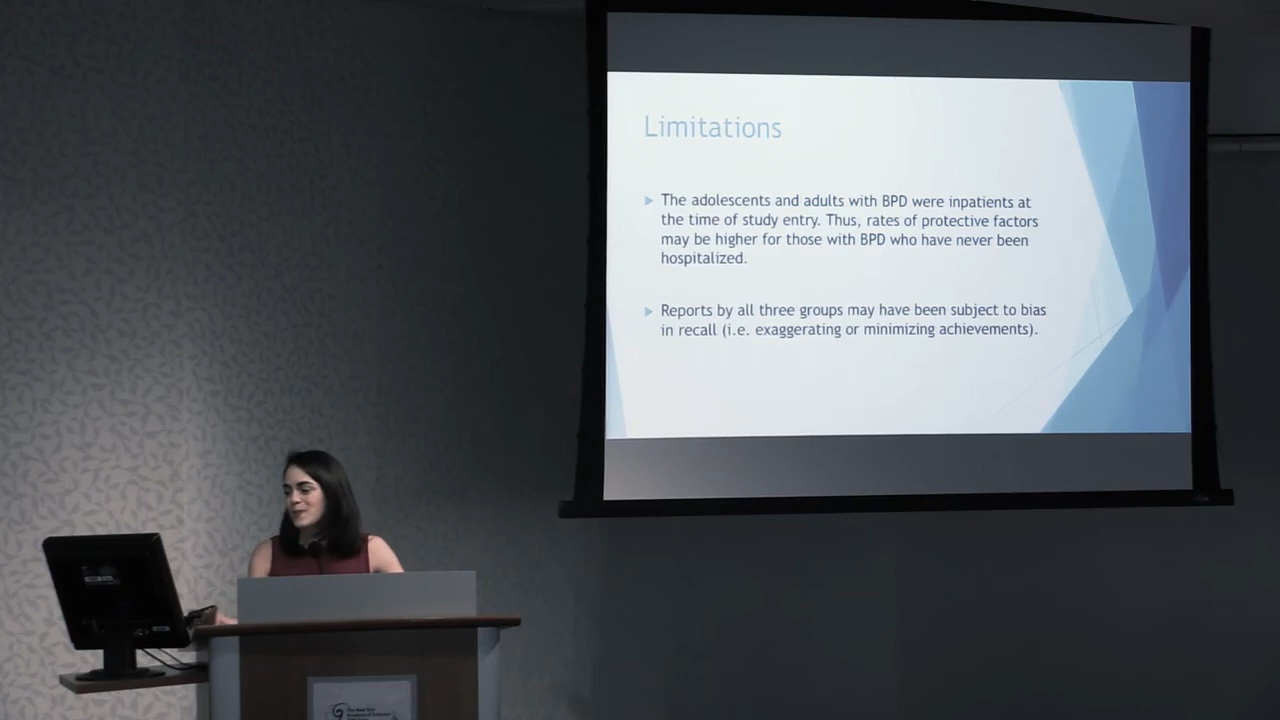 Limitations
The adolescents and adults with BPD were inpatients at
the time of study entry. Thus, rates of protective factors
may be higher for those with BPD who have never been
hospitalized.
Reports by all three groups may have been subject to bias
in recall (i.e. exaggerating or minimizing achievements).